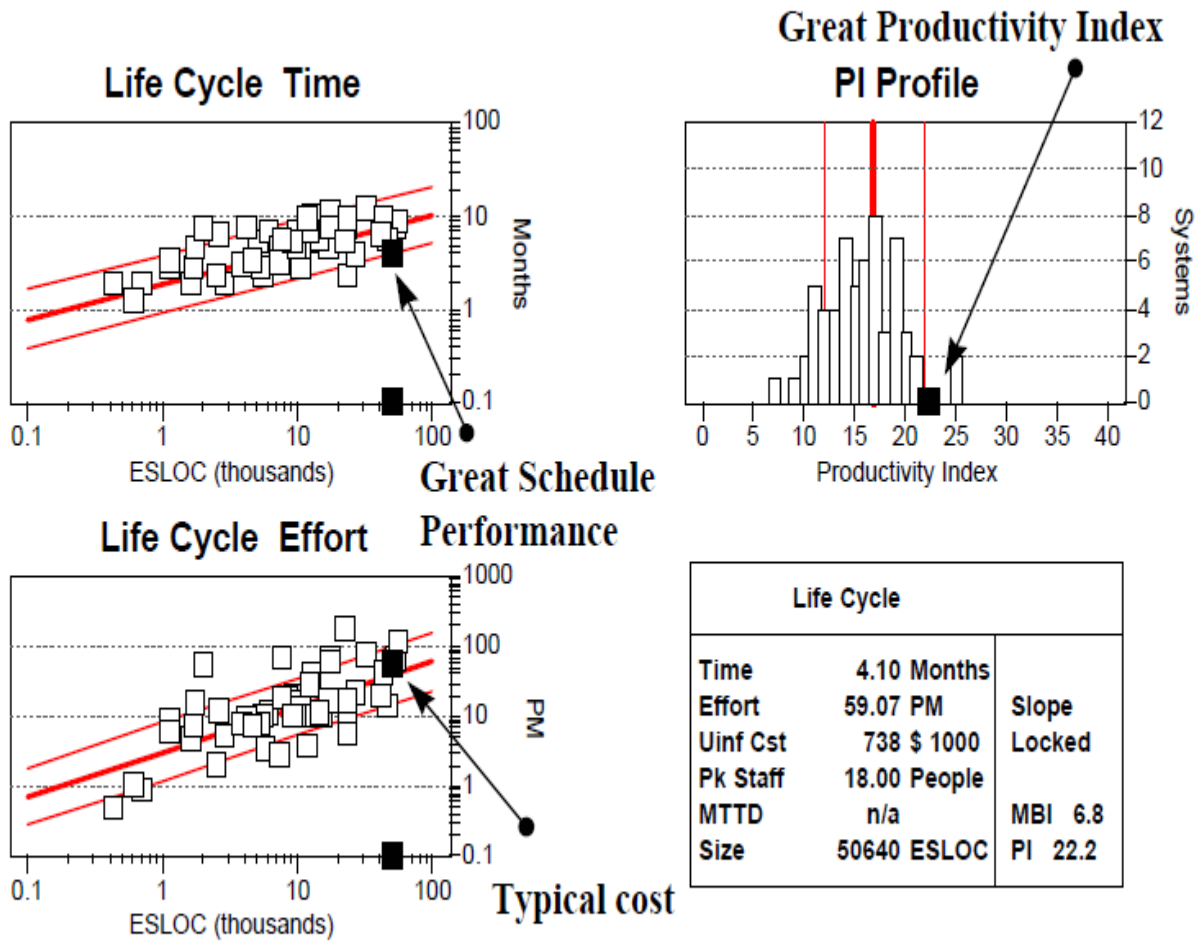 Great Productivity Index
Life Cycle Time
PI Profile
100
10
1
0.1
Months
0.1 1 10 100
ESLOC (thousands)
12
10
8
6
4
2
0
Systems
0 5 10 15 20 25 30 35 40
Productivity Index
Great Schedule
Performance
Life Cycle Effort
1000
100
10
1
0.1
PM
0.1 1 10 100
ESLOC (thousands)
Typical cost
Life Cycle
Time 4.10 Months
Effort 59.07 PM Slope
Uinf Cst 738 $ 1000 Locked
Pk Staff 18.00 People
MTTD n/a MBI 6.8
Size 50640 ESLOC PI 22.2